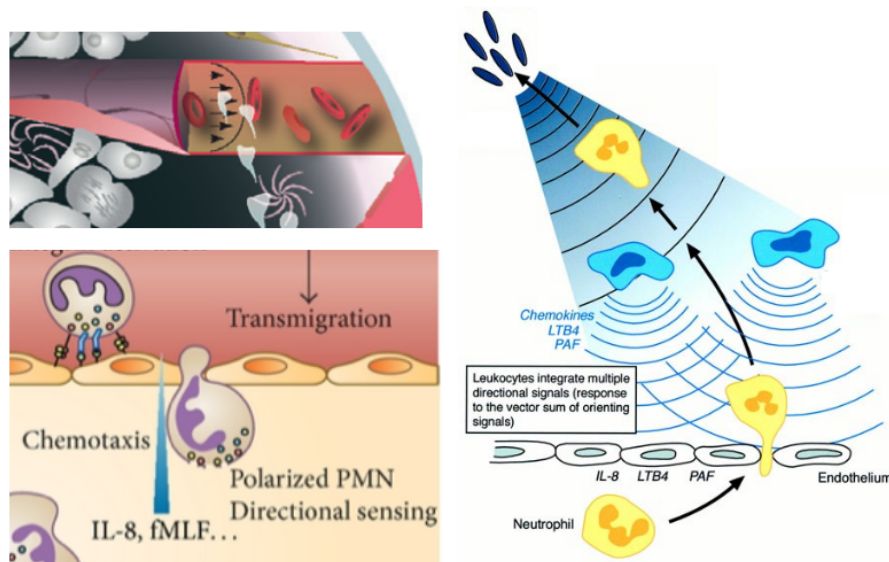 Transmigration
Chemotaxis
Polarized PMN
Directional sensing
IL-8, fMLF...
Chemokines
LTB4
PAF
Leukocytes integrate multiple
directional signals (response
to the vector sum of orienting
signals)
IL-8 LTB4 PAF
Endothelium
Neutrophil